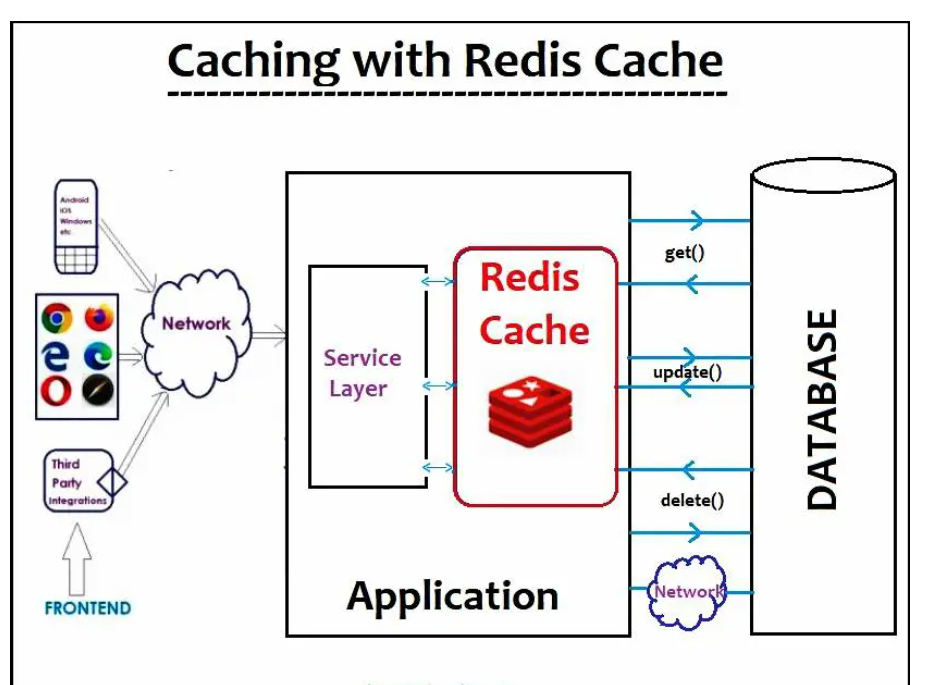 Caching with Redis Cache
Android
iOS
Windows
etc.
Network
Third
Party
Integrations
FRONTEND
Service
Layer
Redis
Cache
Application
get()
update()
delete()
Network
DATABASE